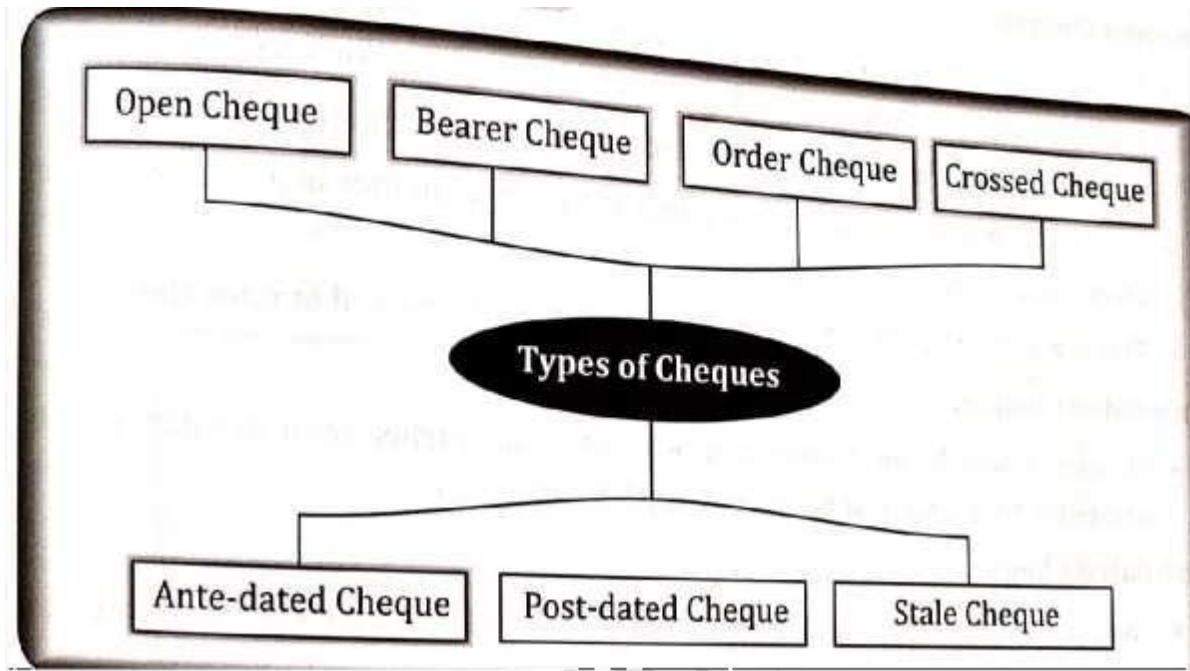 Open Cheque
Bearer Cheque
Order Cheque
Crossed Cheque
Types of Cheques
Ante-dated Cheque
Post-dated Cheque
Stale Cheque